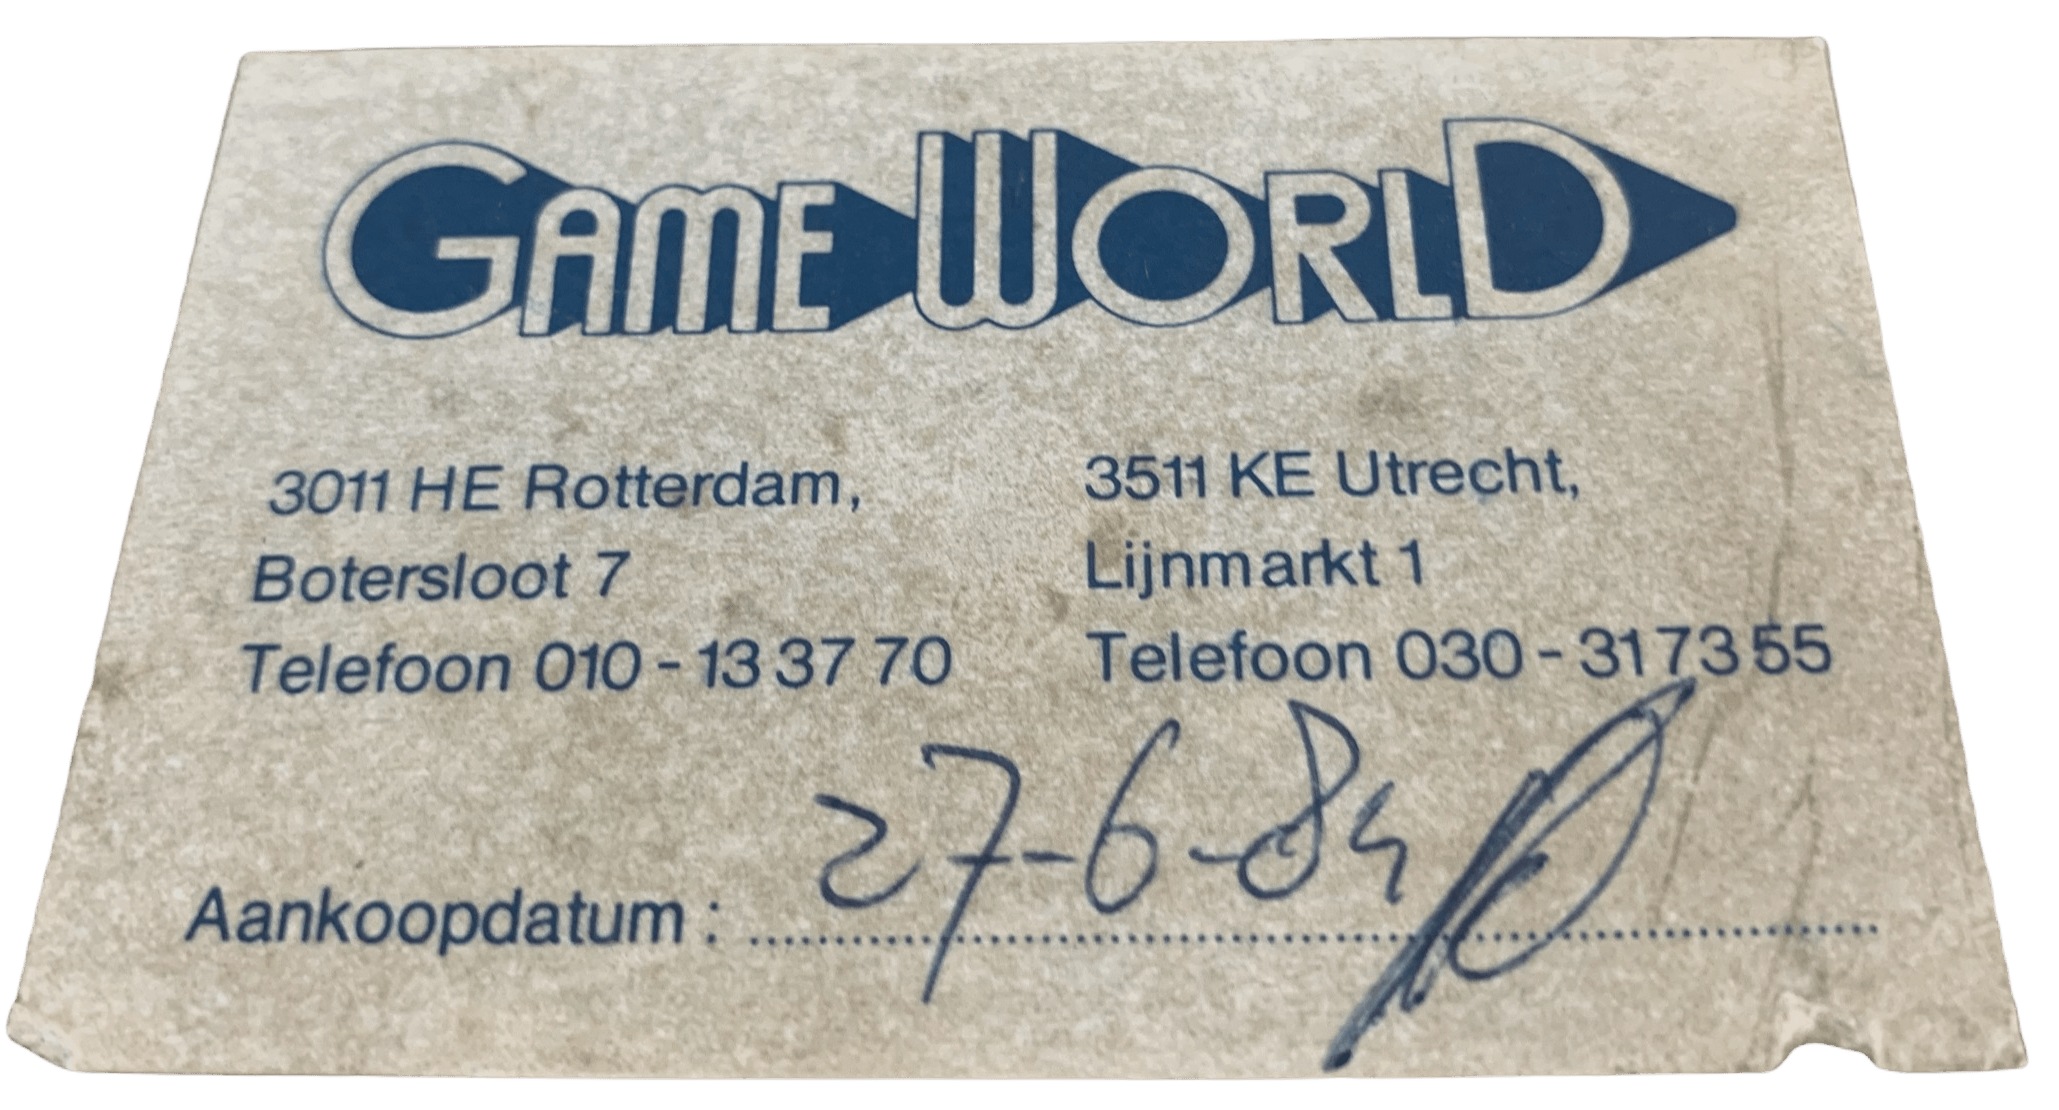 GAME WORLD
3011 HE Rotterdam,
Botersloot 7
Telefoon 010-13 37 70
3511 KE Utrecht,
Lijnmarkt 1
Telefoon 030-31 73 55
Aankoopdatum: 27-6-84